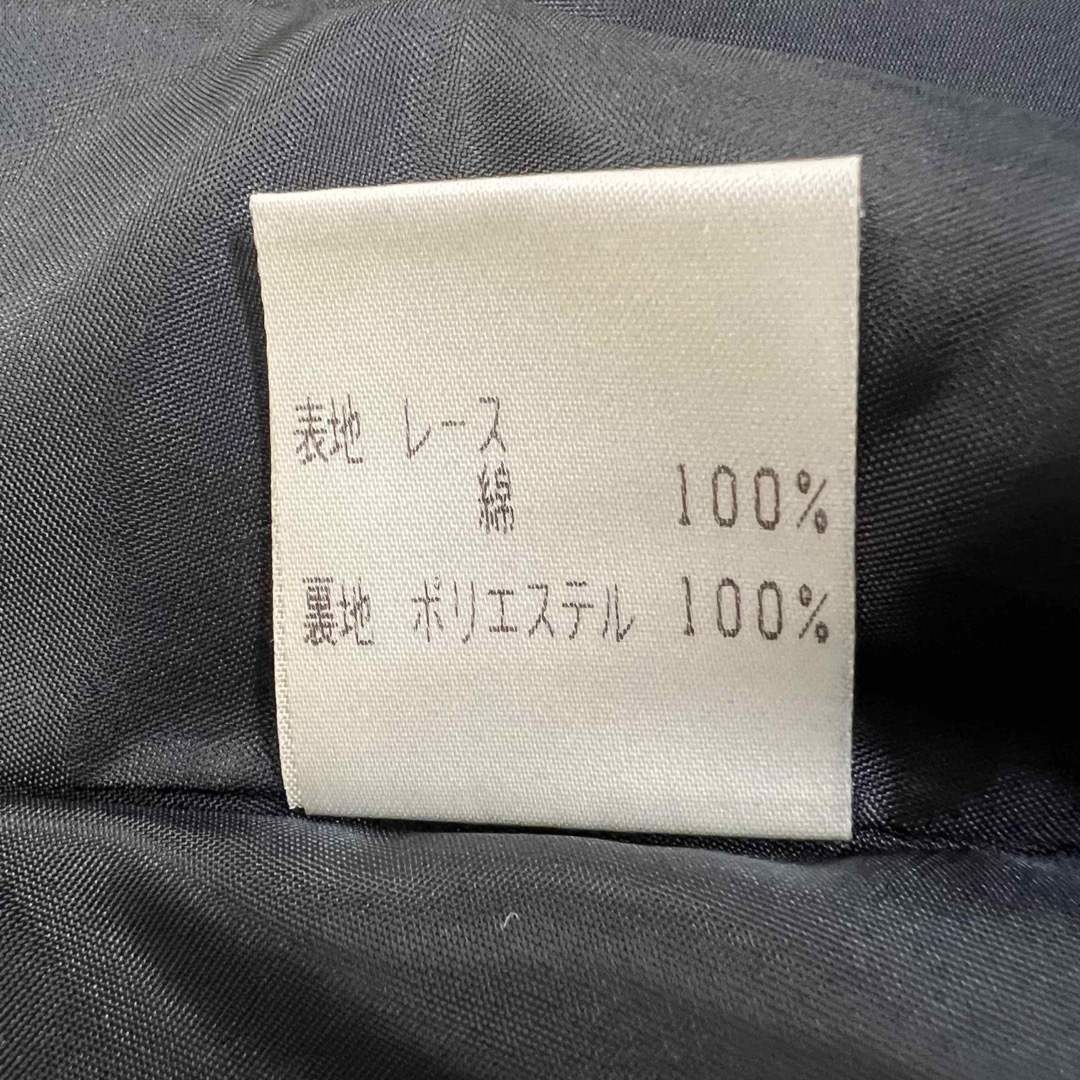 表地 レース
綿 100%
裏地 ポリエステル 100%